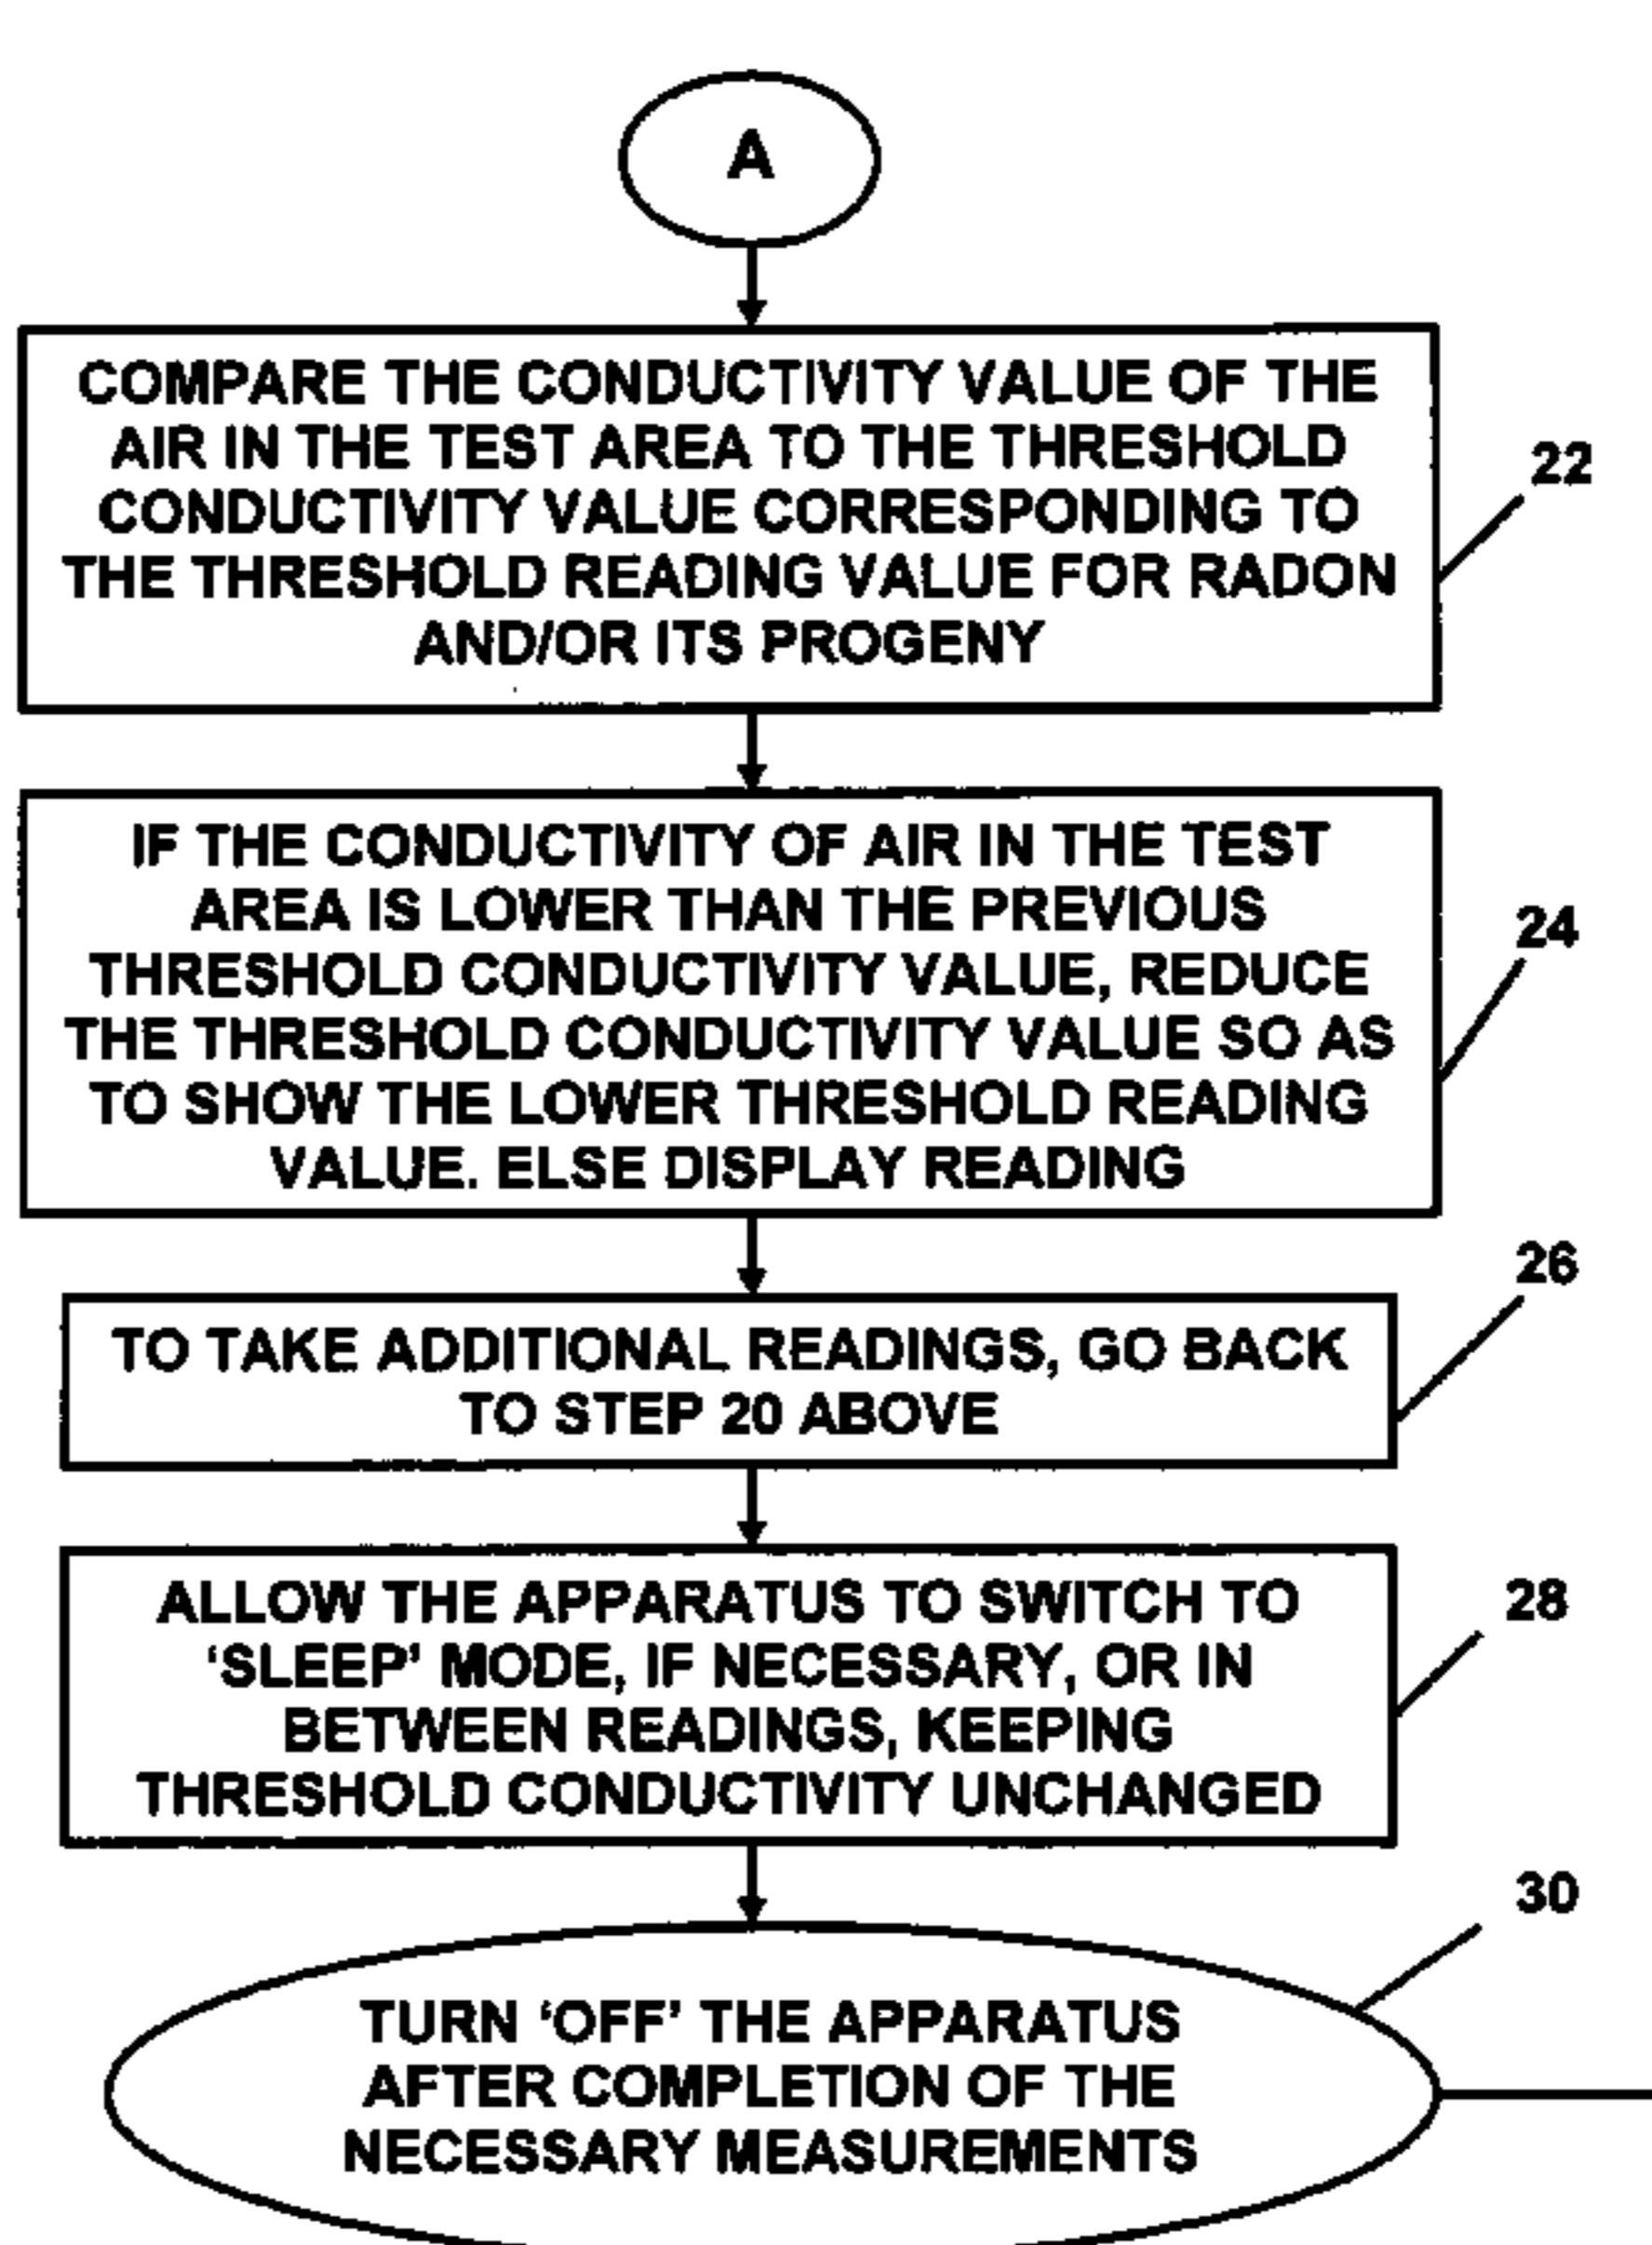 A
COMPARE THE CONDUCTIVITY VALUE OF THE
AIR IN THE TEST AREA TO THE THRESHOLD
CONDUCTIVITY VALUE CORRESPONDING TO
THE THRESHOLD READING VALUE FOR RADON
AND/OR ITS PROGENY
22
IF THE CONDUCTIVITY OF AIR IN THE TEST
AREA IS LOWER THAN THE PREVIOUS
THRESHOLD CONDUCTIVITY VALUE, REDUCE
THE THRESHOLD CONDUCTIVITY VALUE SO AS
TO SHOW THE LOWER THRESHOLD READING
VALUE. ELSE DISPLAY READING
24
TO TAKE ADDITIONAL READINGS, GO BACK
TO STEP 20 ABOVE
26
ALLOW THE APPARATUS TO SWITCH TO
‘SLEEP’ MODE, IF NECESSARY, OR IN
BETWEEN READINGS, KEEPING
THRESHOLD CONDUCTIVITY UNCHANGED
28
TURN ‘OFF’ THE APPARATUS
AFTER COMPLETION OF THE
NECESSARY MEASUREMENTS
30